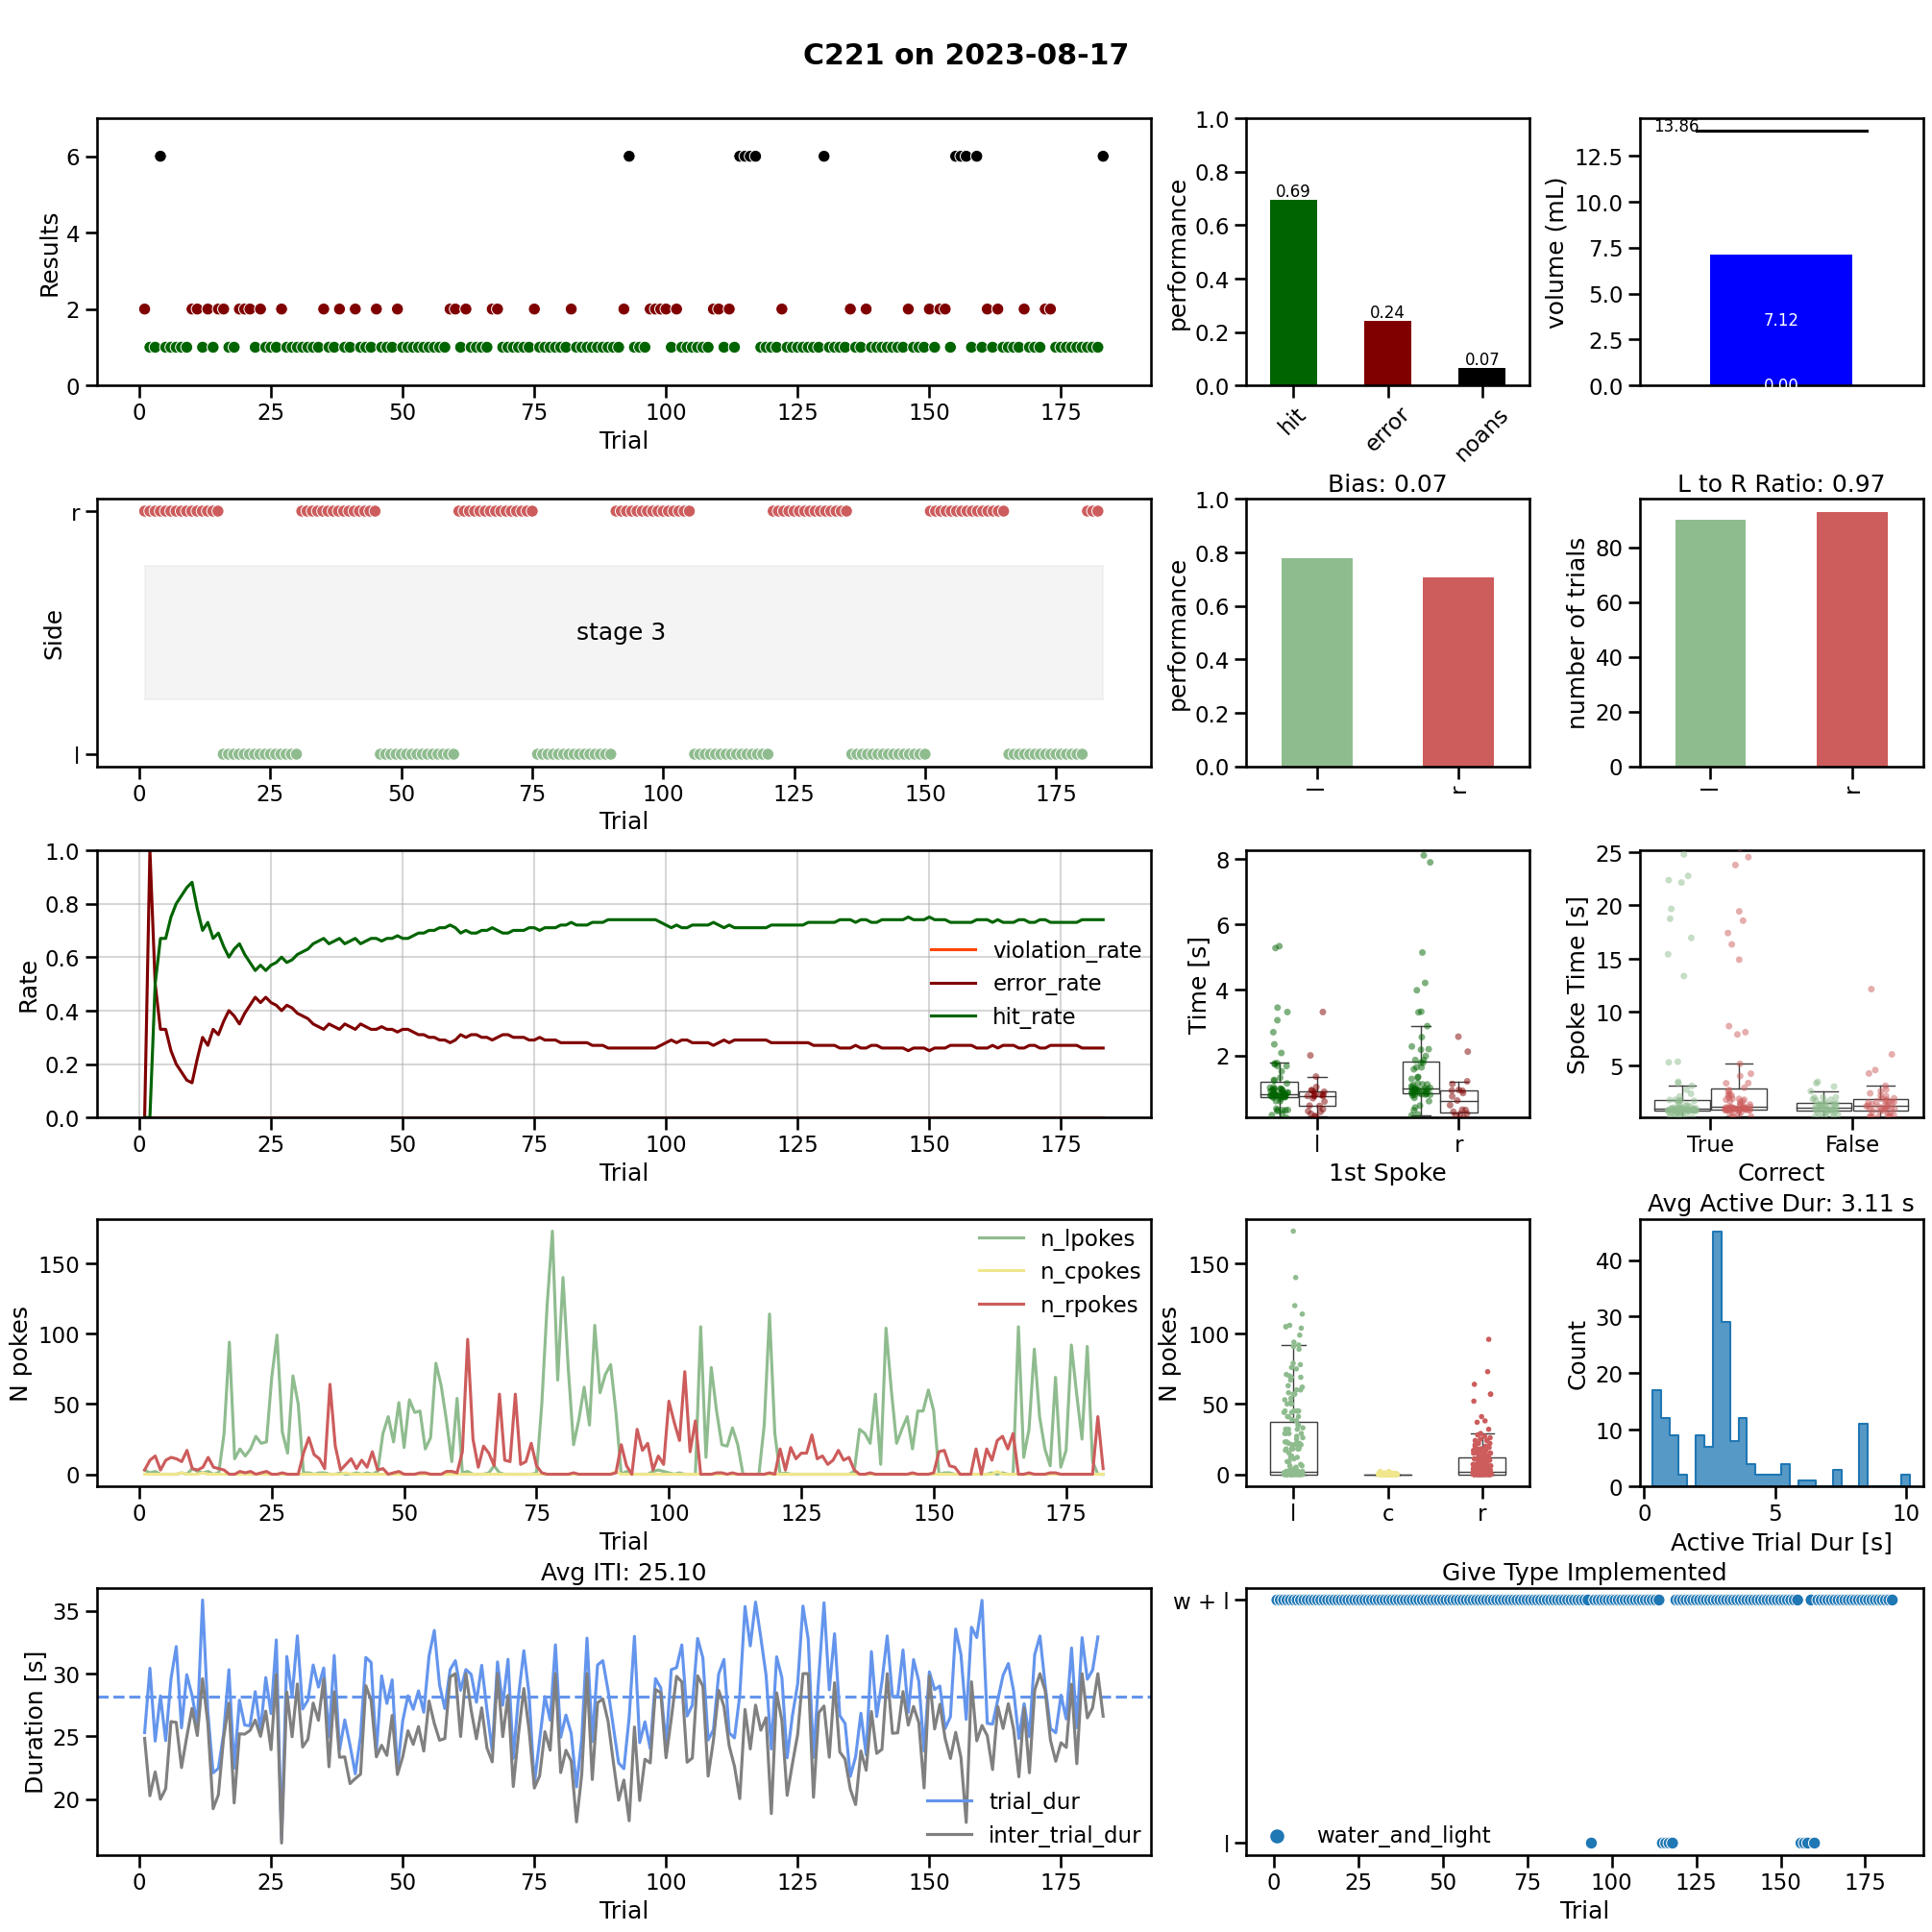 C221 on 2023-08-17
Results
6
4
2
0
0 25 50 75 100 125 150 175
Trial
performance
1.0
0.8
0.6
0.4
0.2
0.0
0.69
0.24
0.07
hit error noans
volume (mL)
12.5
10.0
7.5
5.0
2.5
0.0
13.86
7.12
0.00
Side
r
l
stage 3
0 25 50 75 100 125 150 175
Trial
Bias: 0.07
performance
1.0
0.8
0.6
0.4
0.2
0.0
l r
L to R Ratio: 0.97
number of trials
80
60
40
20
0
l r
Rate
1.0
0.8
0.6
0.4
0.2
0.0
violation_rate
error_rate
hit_rate
0 25 50 75 100 125 150 175
Trial
Time [s]
8
6
4
2
l r
1st Spoke
Spoke Time [s]
25
20
15
10
5
True False
Correct
N pokes
150
100
50
0
n_lpokes
n_cpokes
n_rpokes
0 25 50 75 100 125 150 175
Trial
N pokes
150
100
50
0
l c r
Avg Active Dur: 3.11 s
Count
40
30
20
10
0
0 5 10
Active Trial Dur [s]
Avg ITI: 25.10
Duration [s]
35
30
25
20
trial_dur
inter_trial_dur
0 25 50 75 100 125 150 175
Trial
Give Type Implemented
w + l
l
water_and_light
0 25 50 75 100 125 150 175
Trial